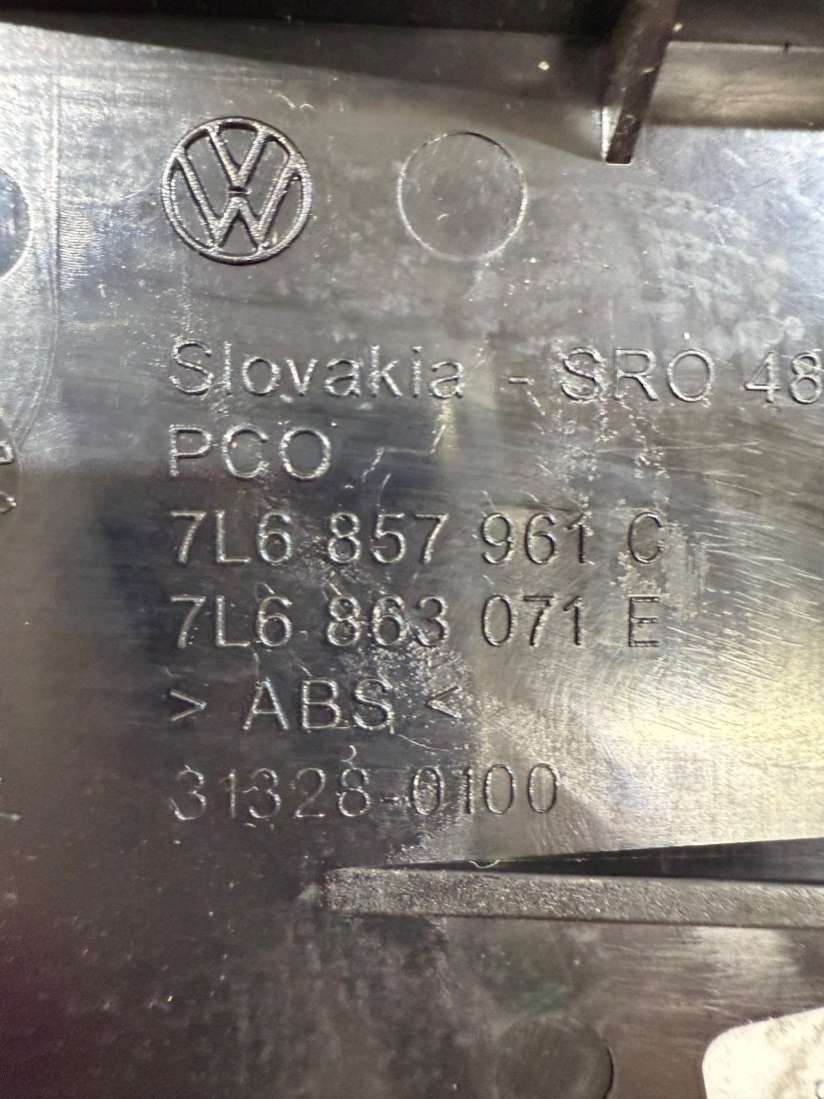 Slovakia - SRO 48
PCO
7L6 857 961 C
7L6 863 071 E
> ABS <
31328-0100